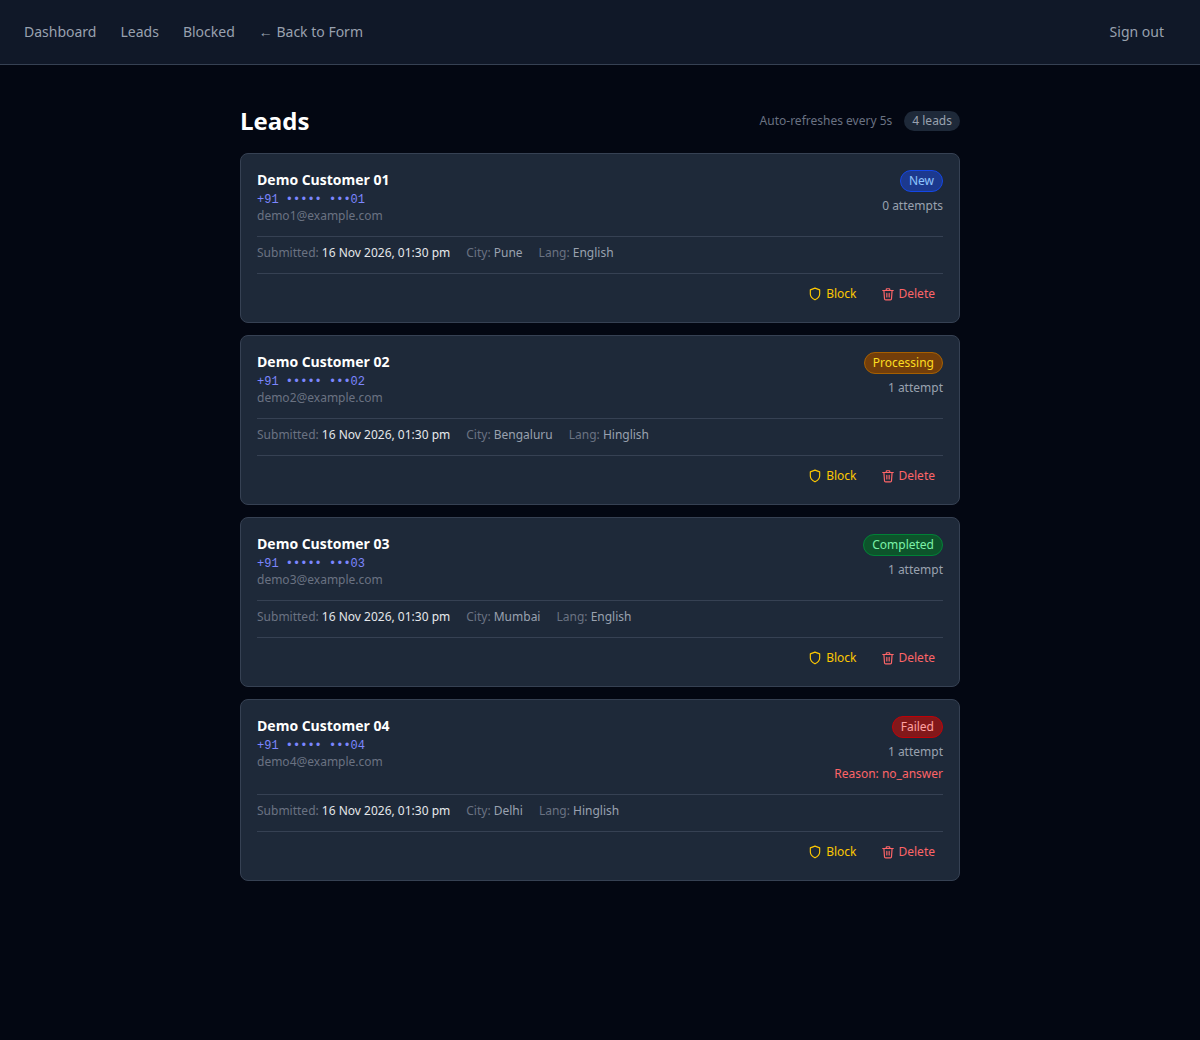 Dashboard Leads Blocked ← Back to Form Sign out
Leads Auto-refreshes every 5s 4 leads
Demo Customer 01 New
+91 ••••• •••01 0 attempts
demo1@example.com
Submitted: 16 Nov 2026, 01:30 pm City: Pune Lang: English
Block Delete
Demo Customer 02 Processing
+91 ••••• •••02 1 attempt
demo2@example.com
Submitted: 16 Nov 2026, 01:30 pm City: Bengaluru Lang: Hinglish
Block Delete
Demo Customer 03 Completed
+91 ••••• •••03 1 attempt
demo3@example.com
Submitted: 16 Nov 2026, 01:30 pm City: Mumbai Lang: English
Block Delete
Demo Customer 04 Failed
+91 ••••• •••04 1 attempt
demo4@example.com Reason: no_answer
Submitted: 16 Nov 2026, 01:30 pm City: Delhi Lang: Hinglish
Block Delete